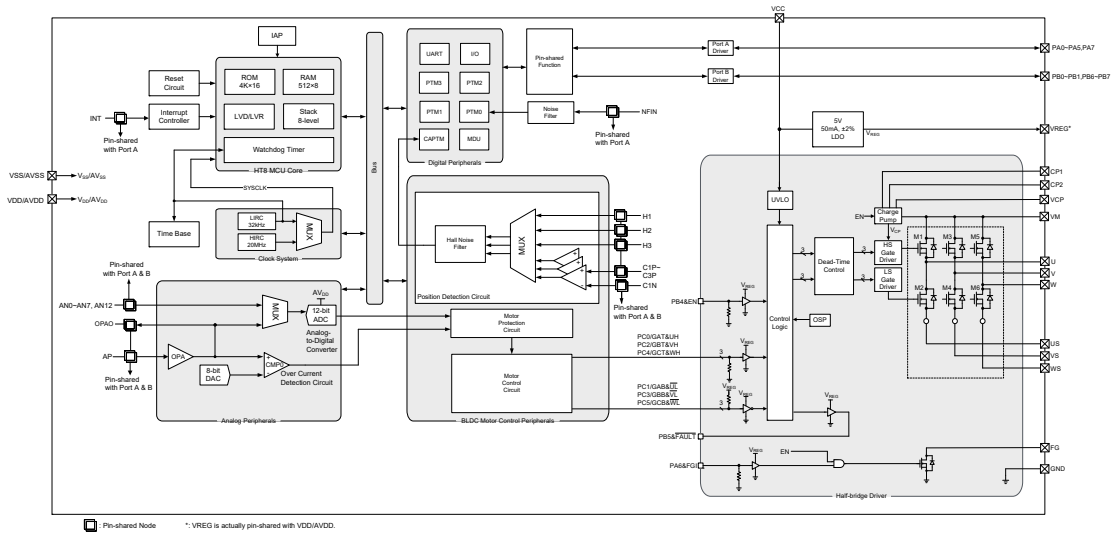 VCC
IAP
Reset
Circuit
ROM
4K×16
RAM
512×8
INT
Interrupt
Controller
LVD/LVR
Stack
8-level
Pin-shared
with Port A
Watchdog Timer
HT8 MCU Core
VSS/AVSS
VSS/AVSS
VDD/AVDD
VDD/AVDD
SYSCLK
Time Base
LIRC
32kHz
HIRC
20MHz
MUX
Clock System
Bus
UART
I/O
PTM3
PTM2
PTM1
PTM0
CAPTM
MDU
Digital Peripherals
Pin-shared
Function
Noise
Filter
NFIN
Pin-shared
with Port A
Port A
Driver
PA0~PA5,PA7
Port B
Driver
PB0~PB1,PB6~PB7
5V
50mA, ±2%
LDO
VREG
VREG*
Pin-shared
with Port A & B
AN0~AN7, AN12
OPAO
AP
Pin-shared
with Port A & B
MUX
AVDD
12-bit
ADC
Analog-
to-Digital
Converter
OPA
8-bit
DAC
CMP0
+
-
Over Current
Detection Circuit
Analog Peripherals
Hall Noise
Filter
MUX
H1
H2
H3
C1P~
C3P
C1N
Position Detection Circuit
Pin-shared
with Port A & B
Motor
Protection
Circuit
Motor
Control
Circuit
BLDC Motor Control Peripherals
PC0/GAT&UH
PC2/GBT&VH
PC4/GCT&WH
3
PC1/GAB&UL
PC3/GBB&VL
PC5/GCB&WL
3
PB4&EN
PB5&FAULT
PA6&FGI
VREG
VREG
VREG
VREG
VREG
UVLO
Control
Logic
OSP
3
3
Dead-Time
Control
3
3
EN
Charge
Pump
VCP
HS
Gate
Driver
LS
Gate
Driver
M1
M3
M5
M2
M4
M6
CP1
CP2
VCP
VM
U
V
W
US
VS
WS
EN
FG
GND
Half-bridge Driver
: Pin-shared Node
*: VREG is actually pin-shared with VDD/AVDD.